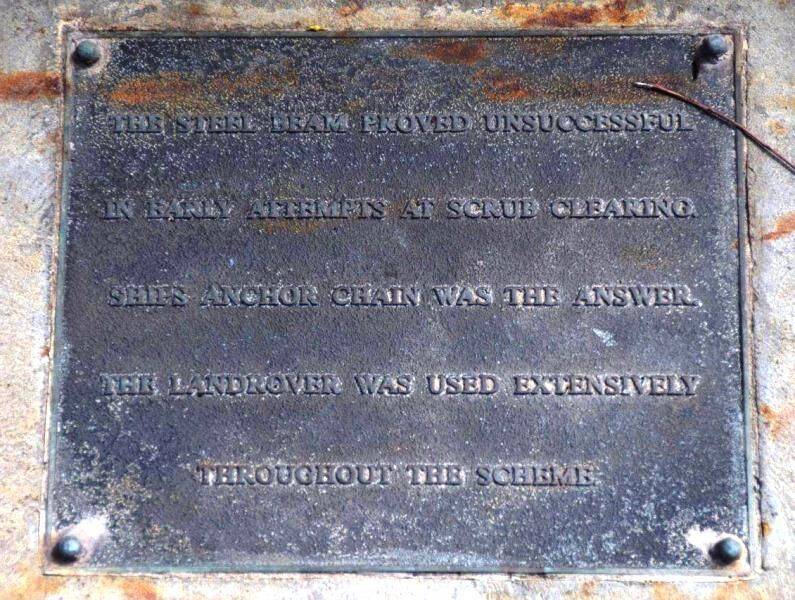 THE STEEL BEAM PROVED UNSUCCESSFUL
IN EARLY ATTEMPTS AT SCRUB CLEARING.
SHIPS ANCHOR CHAIN WAS THE ANSWER.
THE LANDROVER WAS USED EXTENSIVELY
THROUGHOUT THE SCHEME